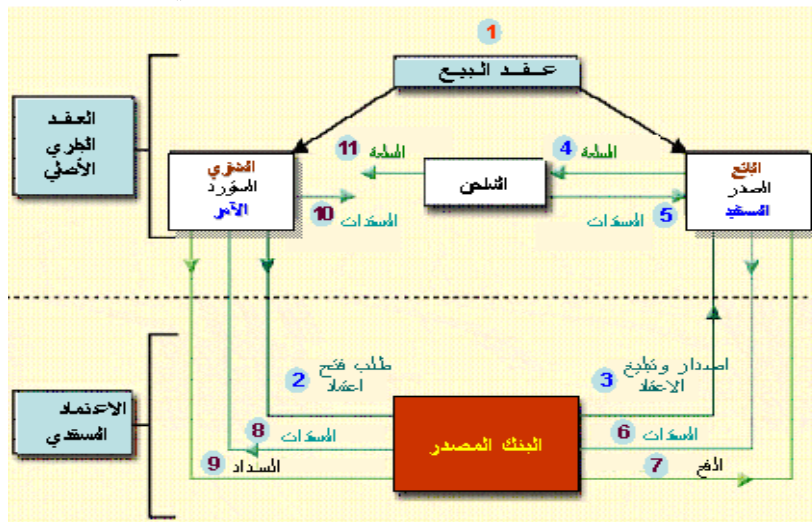 1
عـــقـــد الـبـيـــع
العقد
التجاري
الأصلي
المشتري
المستورد
الآمر
11 السلعة
10 المستندات
الشاحن
4 السلعة
5 المستندات
البائع
المصدر
المستفيد
2 طلب فتح
اعتماد
3 اصدار وتبليغ
الاعتماد
الاعتماد
المستندي
8 المستندات
9 السداد
البنك المصدر
6 المستندات
7 الدفع